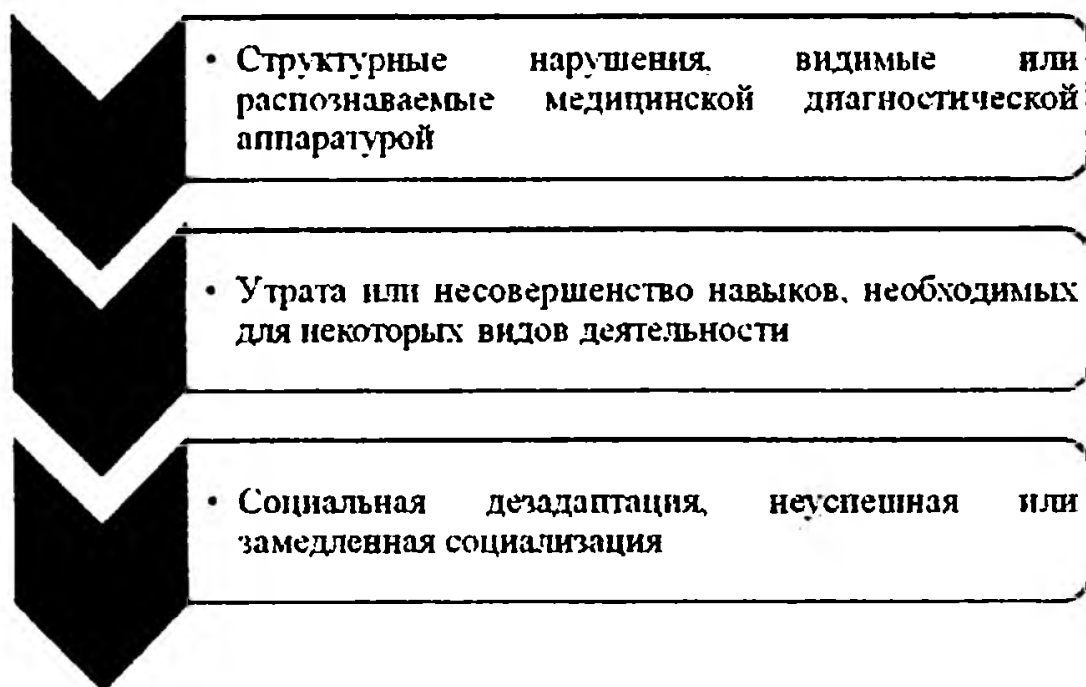 • Структурные нарушения, видимые или
распознаваемые медицинской диагностической
аппаратурой
• Утрата или несовершенство навыков, необходимых
для некоторых видов деятельности
• Социальная дезадаптация, неуспешная или
замедленная социализация